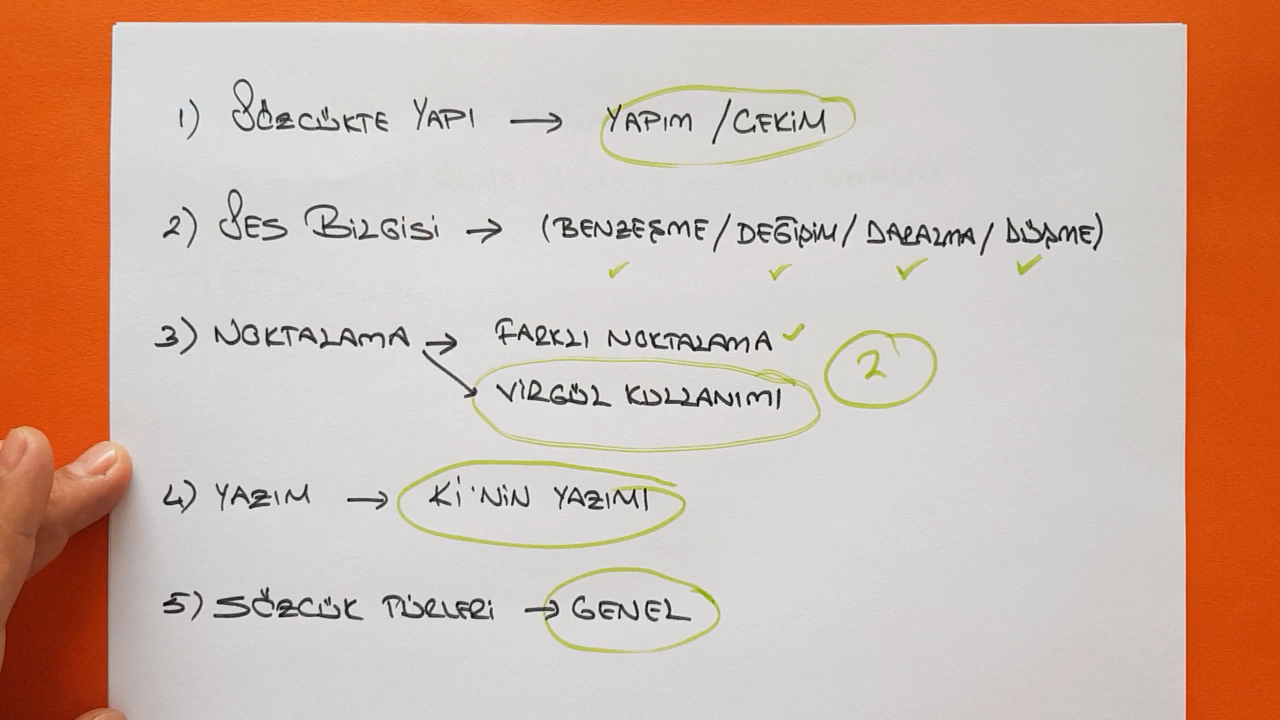 1) SÖZCÜKTE YAPI → YAPIM / ÇEKİM
2) SES BİLGİSİ → (BENZEŞME / DEĞİŞİM / DARALMA / DÜŞME)
3) NOKTALAMA → FARKLI NOKTALAMA
VİRGÜL KULLANIMI 2
4) YAZIM → Kİ'NİN YAZIMI
5) SÖZCÜK TÜRLERİ → GENEL